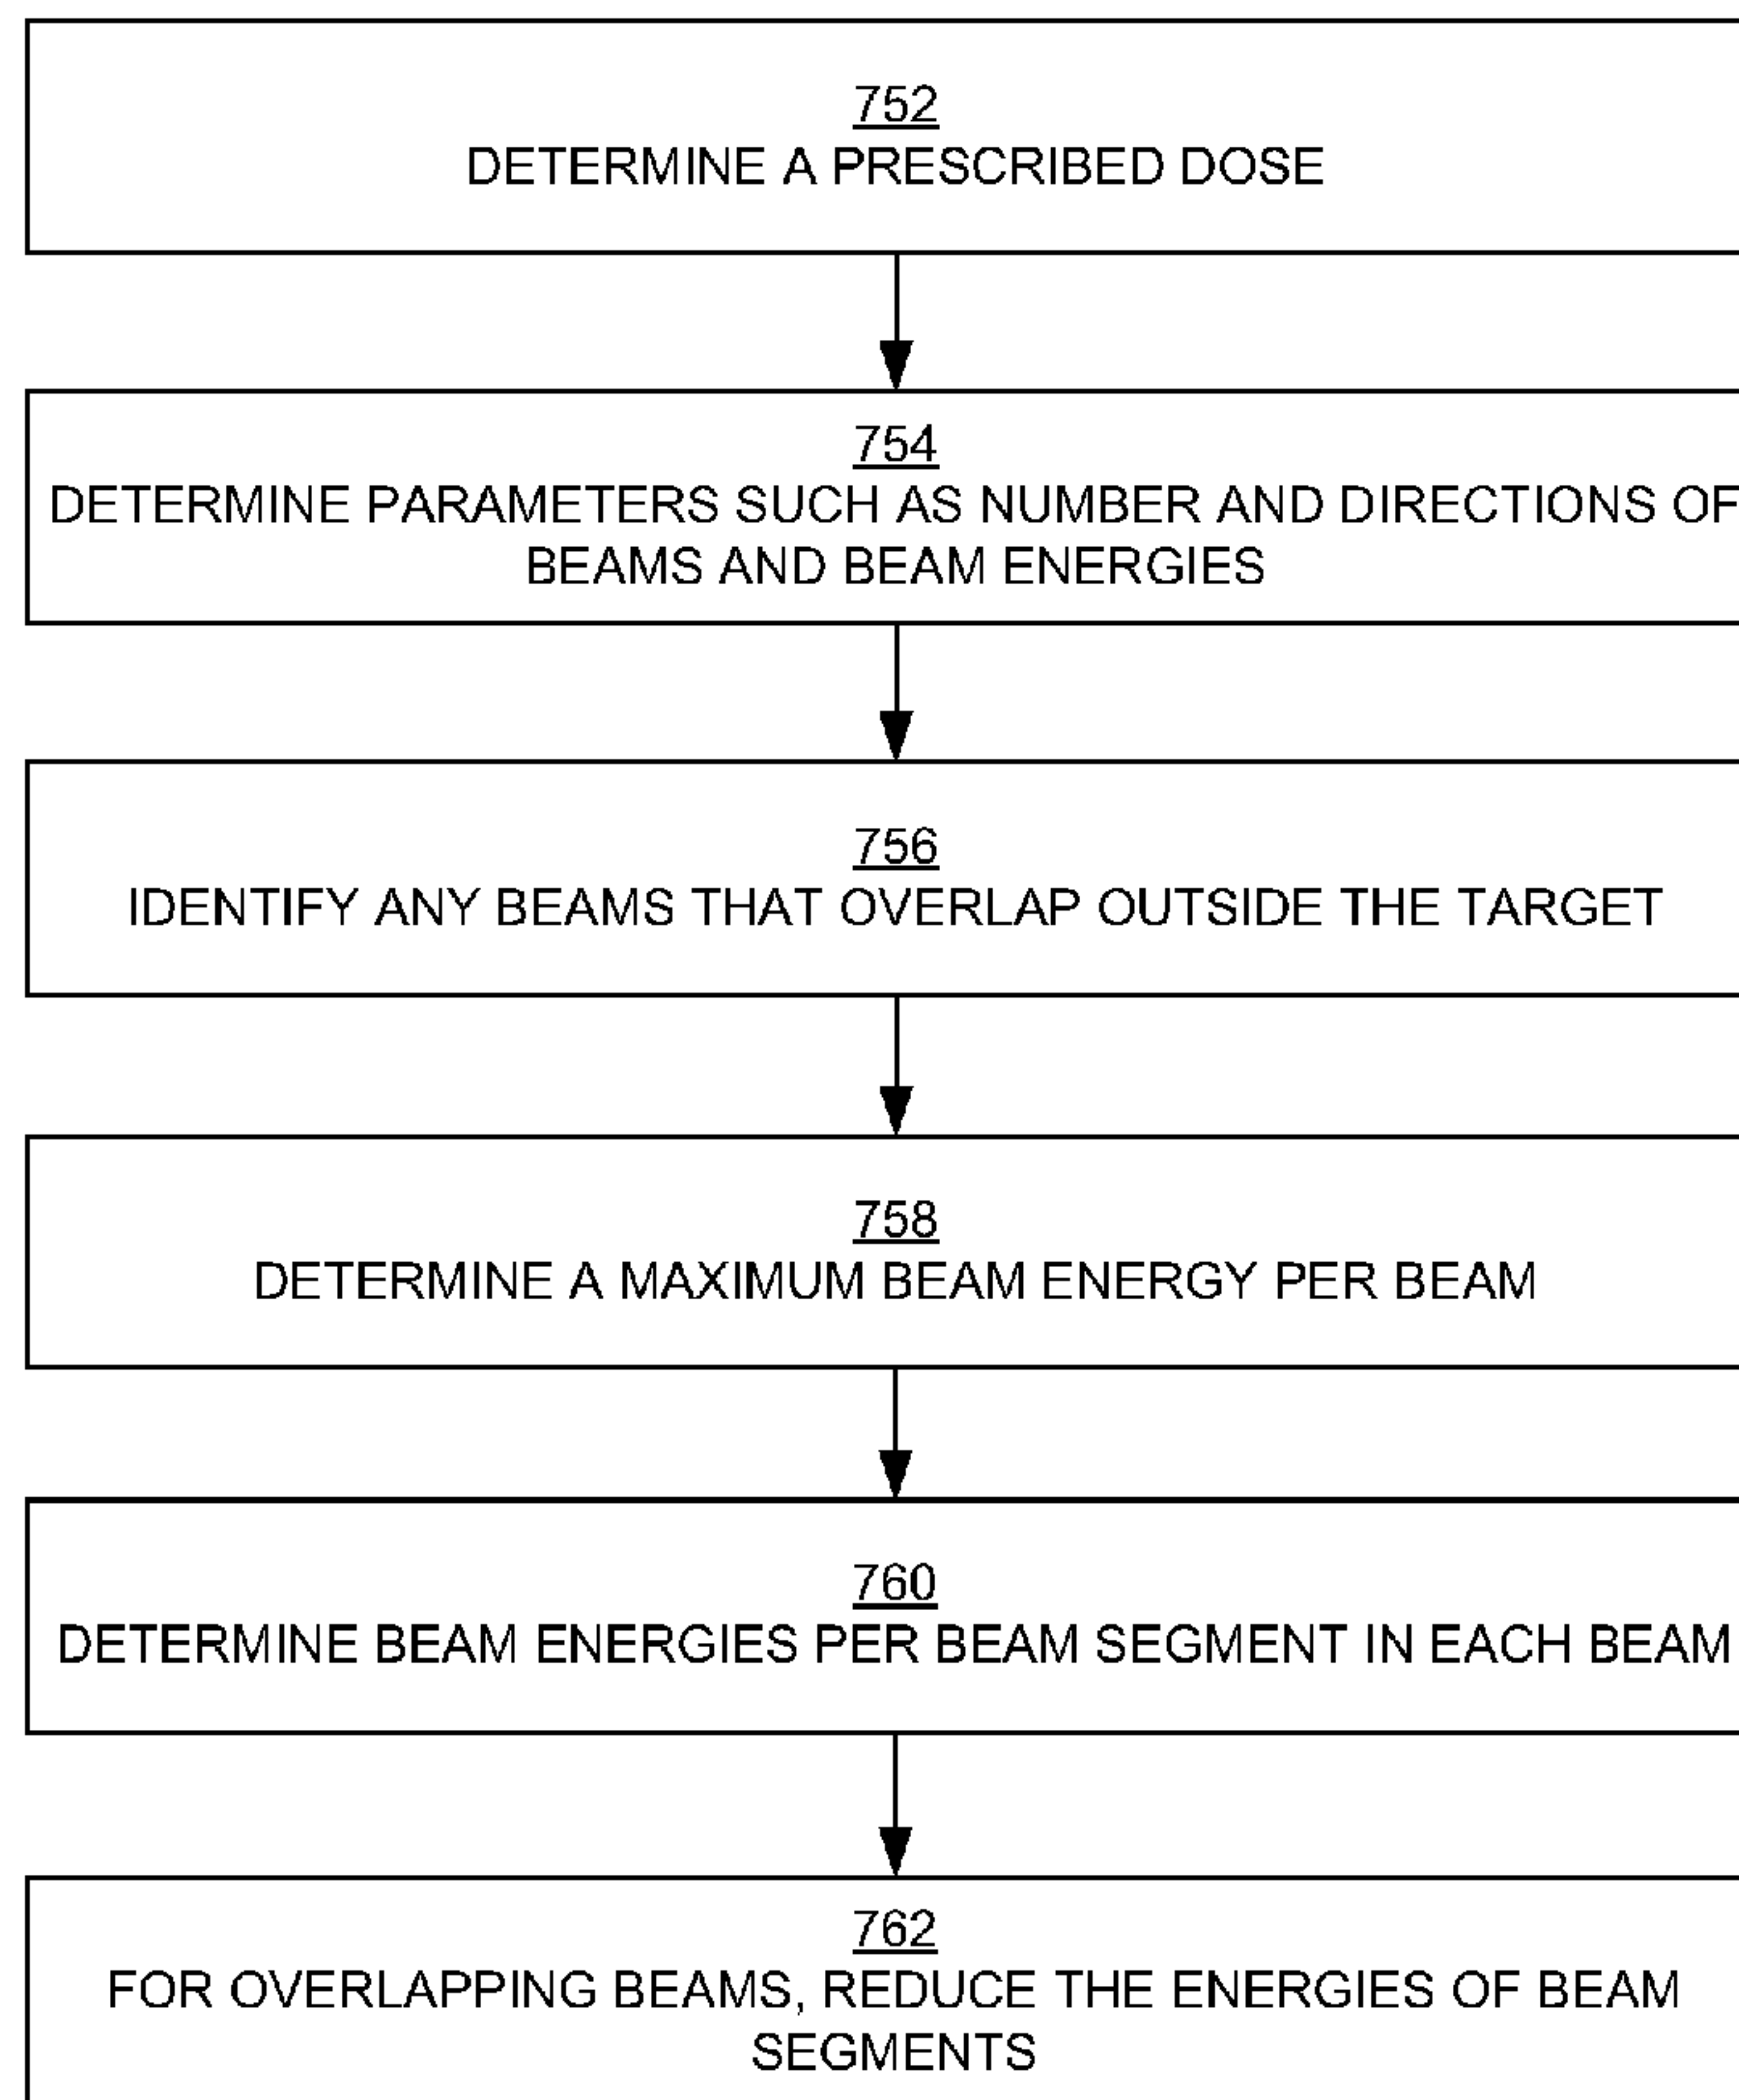 752
DETERMINE A PRESCRIBED DOSE
754
DETERMINE PARAMETERS SUCH AS NUMBER AND DIRECTIONS OF
BEAMS AND BEAM ENERGIES
756
IDENTIFY ANY BEAMS THAT OVERLAP OUTSIDE THE TARGET
758
DETERMINE A MAXIMUM BEAM ENERGY PER BEAM
760
DETERMINE BEAM ENERGIES PER BEAM SEGMENT IN EACH BEAM
762
FOR OVERLAPPING BEAMS, REDUCE THE ENERGIES OF BEAM
SEGMENTS